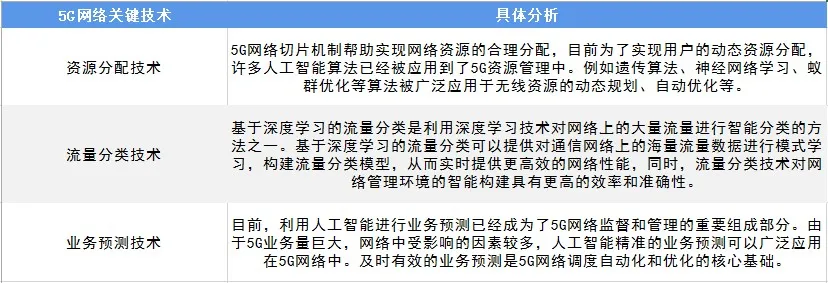 5G网络关键技术
具体分析
资源分配技术
5G网络切片机制帮助实现网络资源的合理分配，目前为了实现用户的动态资源分配，
许多人工智能算法已经被应用到了5G资源管理中。例如遗传算法、神经网络学习、蚁
群优化等算法被广泛应用于无线资源的动态规划、自动优化等。
流量分类技术
基于深度学习的流量分类是利用深度学习技术对网络上的大量流量进行智能分类的方
法之一。基于深度学习的流量分类可以提供对通信网络上的海量流量数据进行模式学
习，构建流量分类模型，从而实时提供更高效的网络性能，同时，流量分类技术对网
络管理环境的智能构建具有更高的效率和准确性。
业务预测技术
目前，利用人工智能进行业务预测已经成为了5G网络监督和管理的重要组成部分。由
于5G业务量巨大，网络中受影响的因素较多，人工智能精准的业务预测可以广泛应用
在5G网络中。及时有效的业务预测是5G网络调度自动化和优化的核心基础。